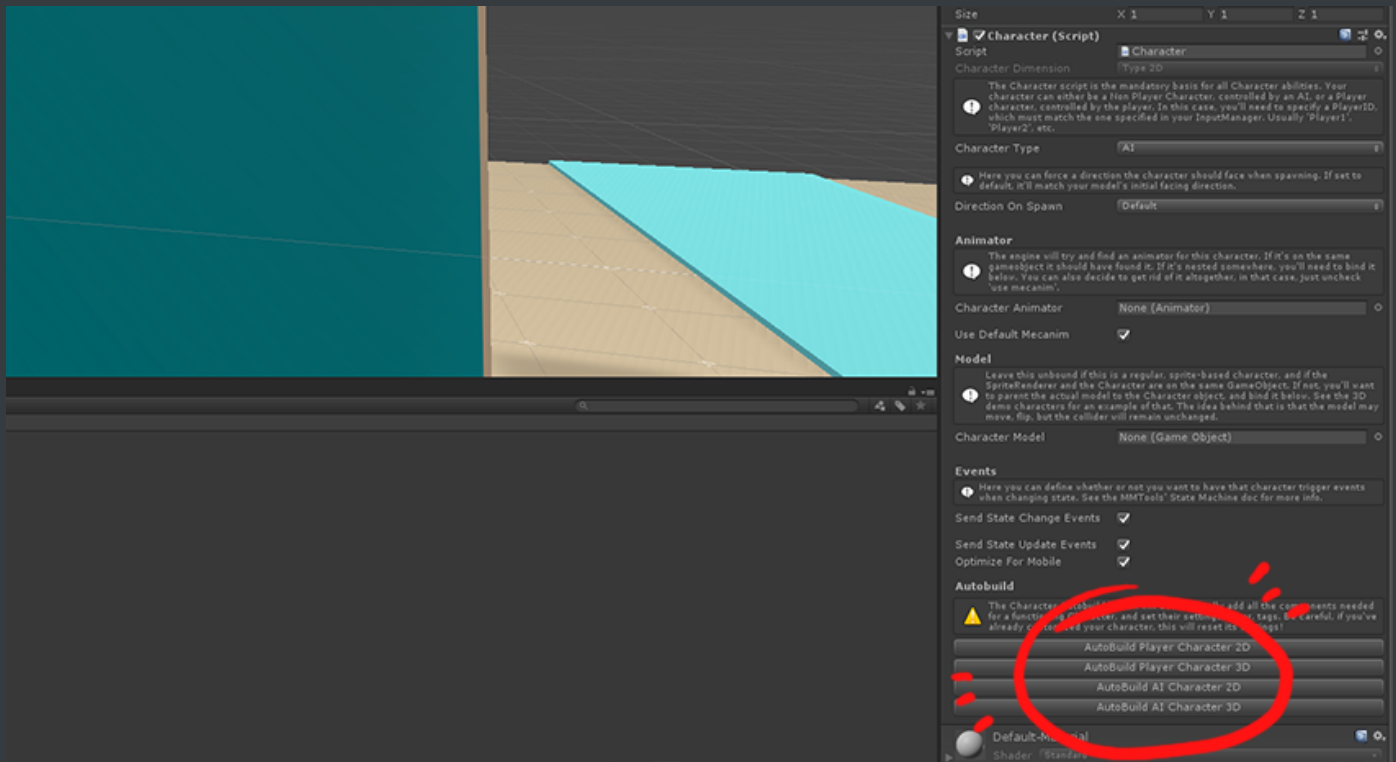 Size X 1 Y 1 Z 1
Character (Script)
Script Character
Character Dimension Type 2D
The Character script is the mandatory basis for all Character abilities. Your
character can either be a Non Player Character, controlled by an AI, or a Player
character, controlled by the player. In this case, you'll need to specify a PlayerID,
which must match the one specified in your InputManager. Usually 'Player1',
'Player2', etc.
Character Type AI
Here you can force a direction the character should face when spawning. If set to
default, it'll match your model's initial facing direction.
Direction On Spawn Default
Animator
The engine will try and find an animator for this character. If it's on the same
gameobject it should have found it. If it's nested somewhere, you'll need to bind it
below. You can also decide to get rid of it altogether, in that case, just uncheck
'use mecanim'.
Character Animator None (Animator)
Use Default Mecanim
Model
Leave this unbound if this is a regular, sprite-based character, and if the
SpriteRenderer and the Character are on the same GameObject. If not, you'll want
to parent the actual model to the Character object, and bind it below. See the 3D
demo characters for an example of that. The idea behind that is that the model may
move, flip, but the collider will remain unchanged.
Character Model None (Game Object)
Events
Here you can define whether or not you want to have that character trigger events
when changing state. See the MMTools' State Machine doc for more info.
Send State Change Events
Send State Update Events
Optimize For Mobile
Autobuild
The Character add all the components needed
for a and set their tags. Be careful, if you've
already your character, this will reset its
AutoBuild Player Character 2D
AutoBuild Player Character 3D
AutoBuild AI Character 2D
AutoBuild AI Character 3D
Default-Material
Shader Standard